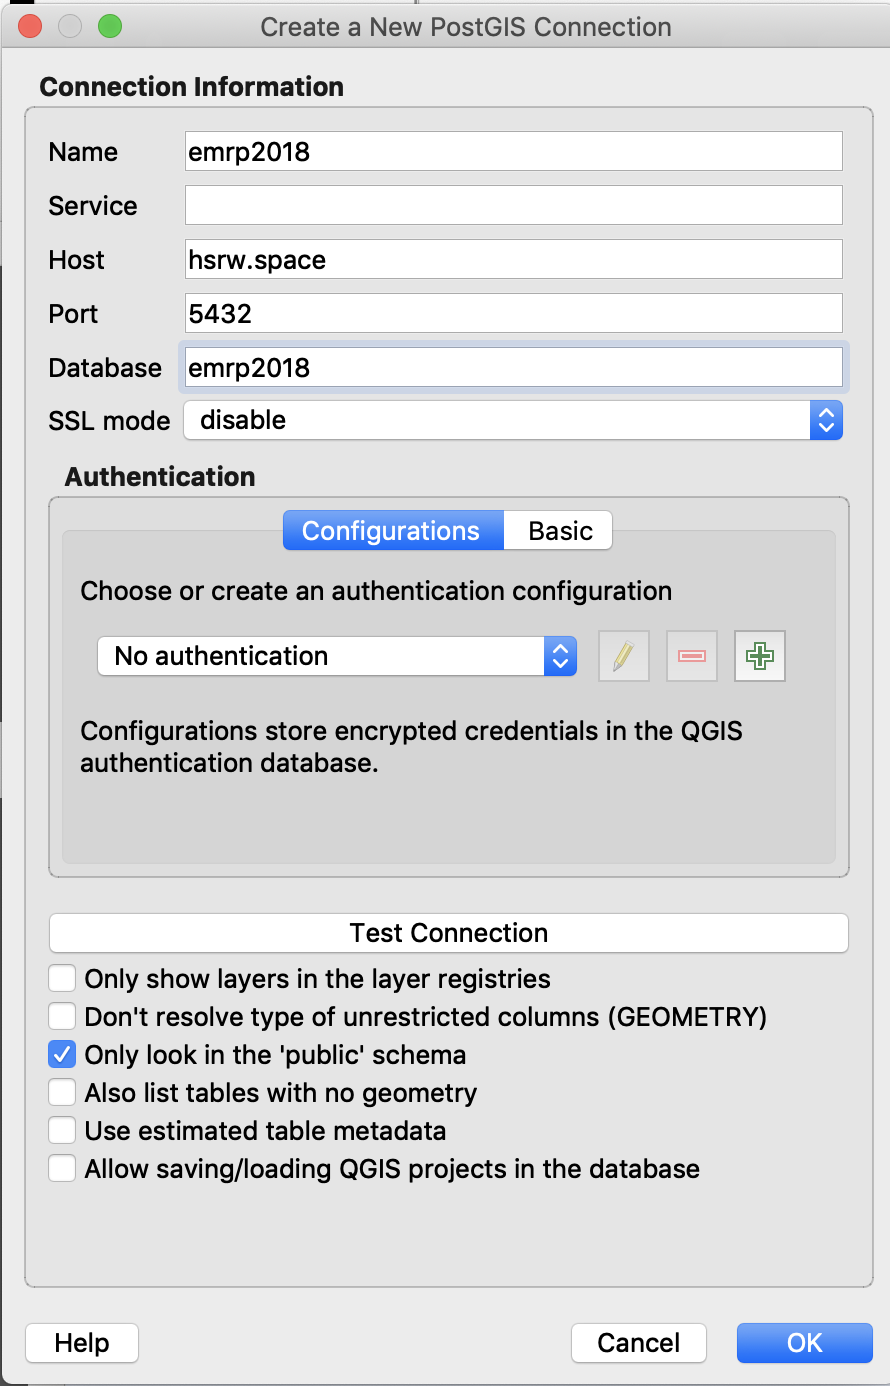 Create a New PostGIS Connection
Connection Information
Name emrp2018
Service
Host hsrw.space
Port 5432
Database emrp2018
SSL mode disable
Authentication
Configurations Basic
Choose or create an authentication configuration
No authentication
Configurations store encrypted credentials in the QGIS
authentication database.
Test Connection
Only show layers in the layer registries
Don't resolve type of unrestricted columns (GEOMETRY)
Only look in the 'public' schema
Also list tables with no geometry
Use estimated table metadata
Allow saving/loading QGIS projects in the database
Help Cancel OK